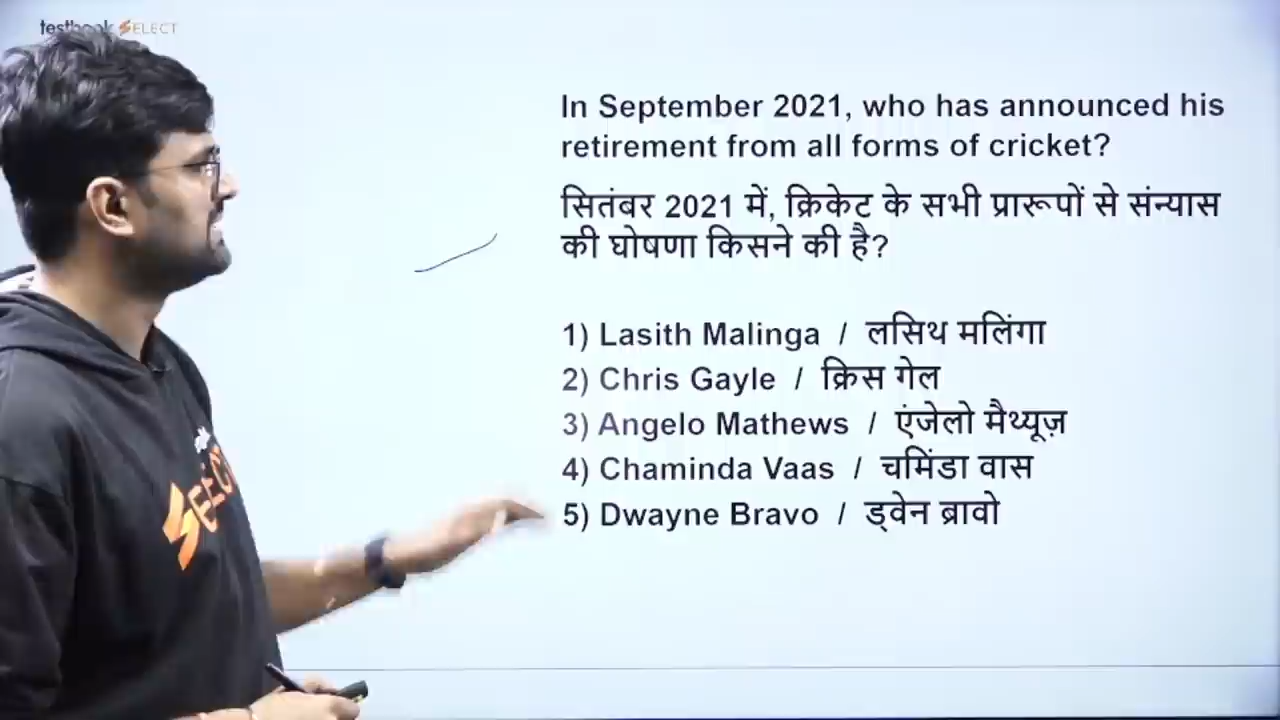 testbook SELECT
In September 2021, who has announced his
retirement from all forms of cricket?
सितंबर 2021 में, क्रिकेट के सभी प्रारूपों से संन्यास
की घोषणा किसने की है?
1) Lasith Malinga / लसिथ मलिंगा
2) Chris Gayle / क्रिस गेल
3) Angelo Mathews / एंजेलो मैथ्यूज़
4) Chaminda Vaas / चमिंडा वास
5) Dwayne Bravo / ड्वेन ब्रावो